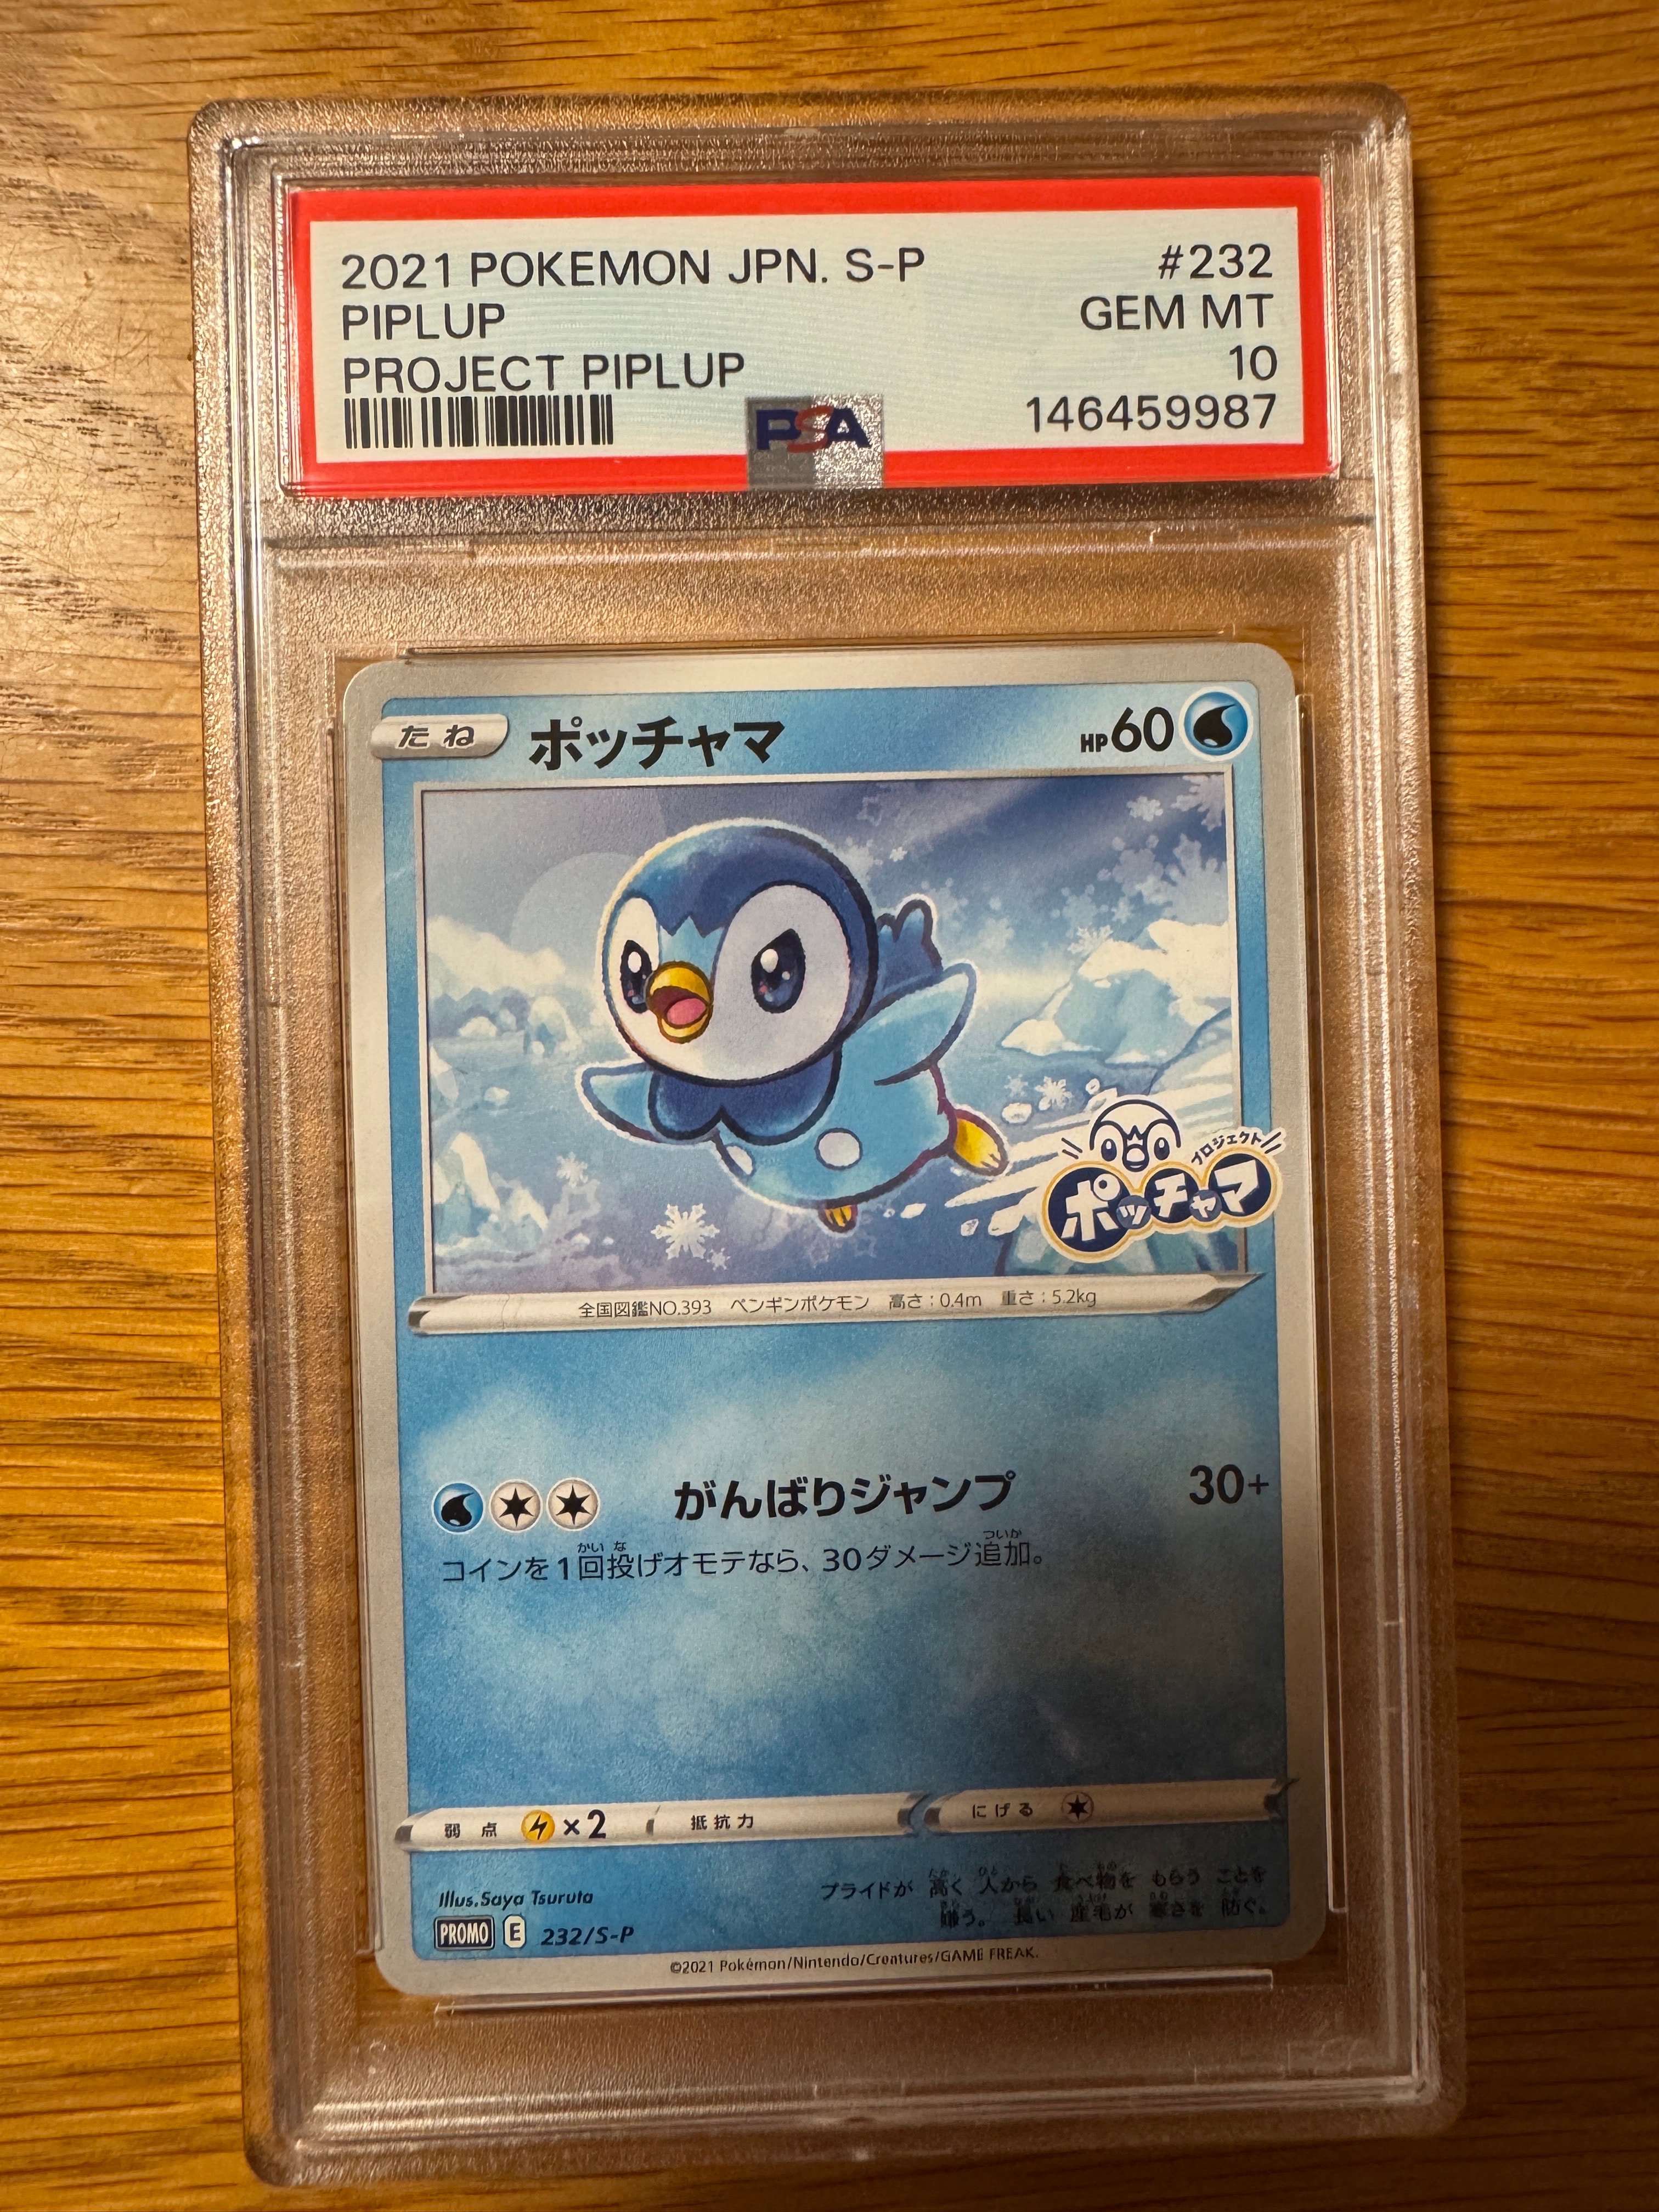 2021 POKEMON JPN. S-P #232
PIPLUP GEM MT
PROJECT PIPLUP 10
146459987
PSA
たね ポッチャマ HP60
プロジェクト
ポッチャマ
全国図鑑NO.393 ペンギンポケモン 高さ：0.4m 重さ：5.2kg
がんばりジャンプ 30+
コインを1回投げオモテなら、30ダメージ追加。
弱点 ×2 抵抗力 にげる
Illus.Saya Tsuruta
プライドが 高く 人から 食べ物を もらう ことを
嫌う。 長い 産毛が 寒さを 防ぐ。
PROMO E 232/S-P
©2021 Pokémon/Nintendo/Creatures/GAME FREAK.